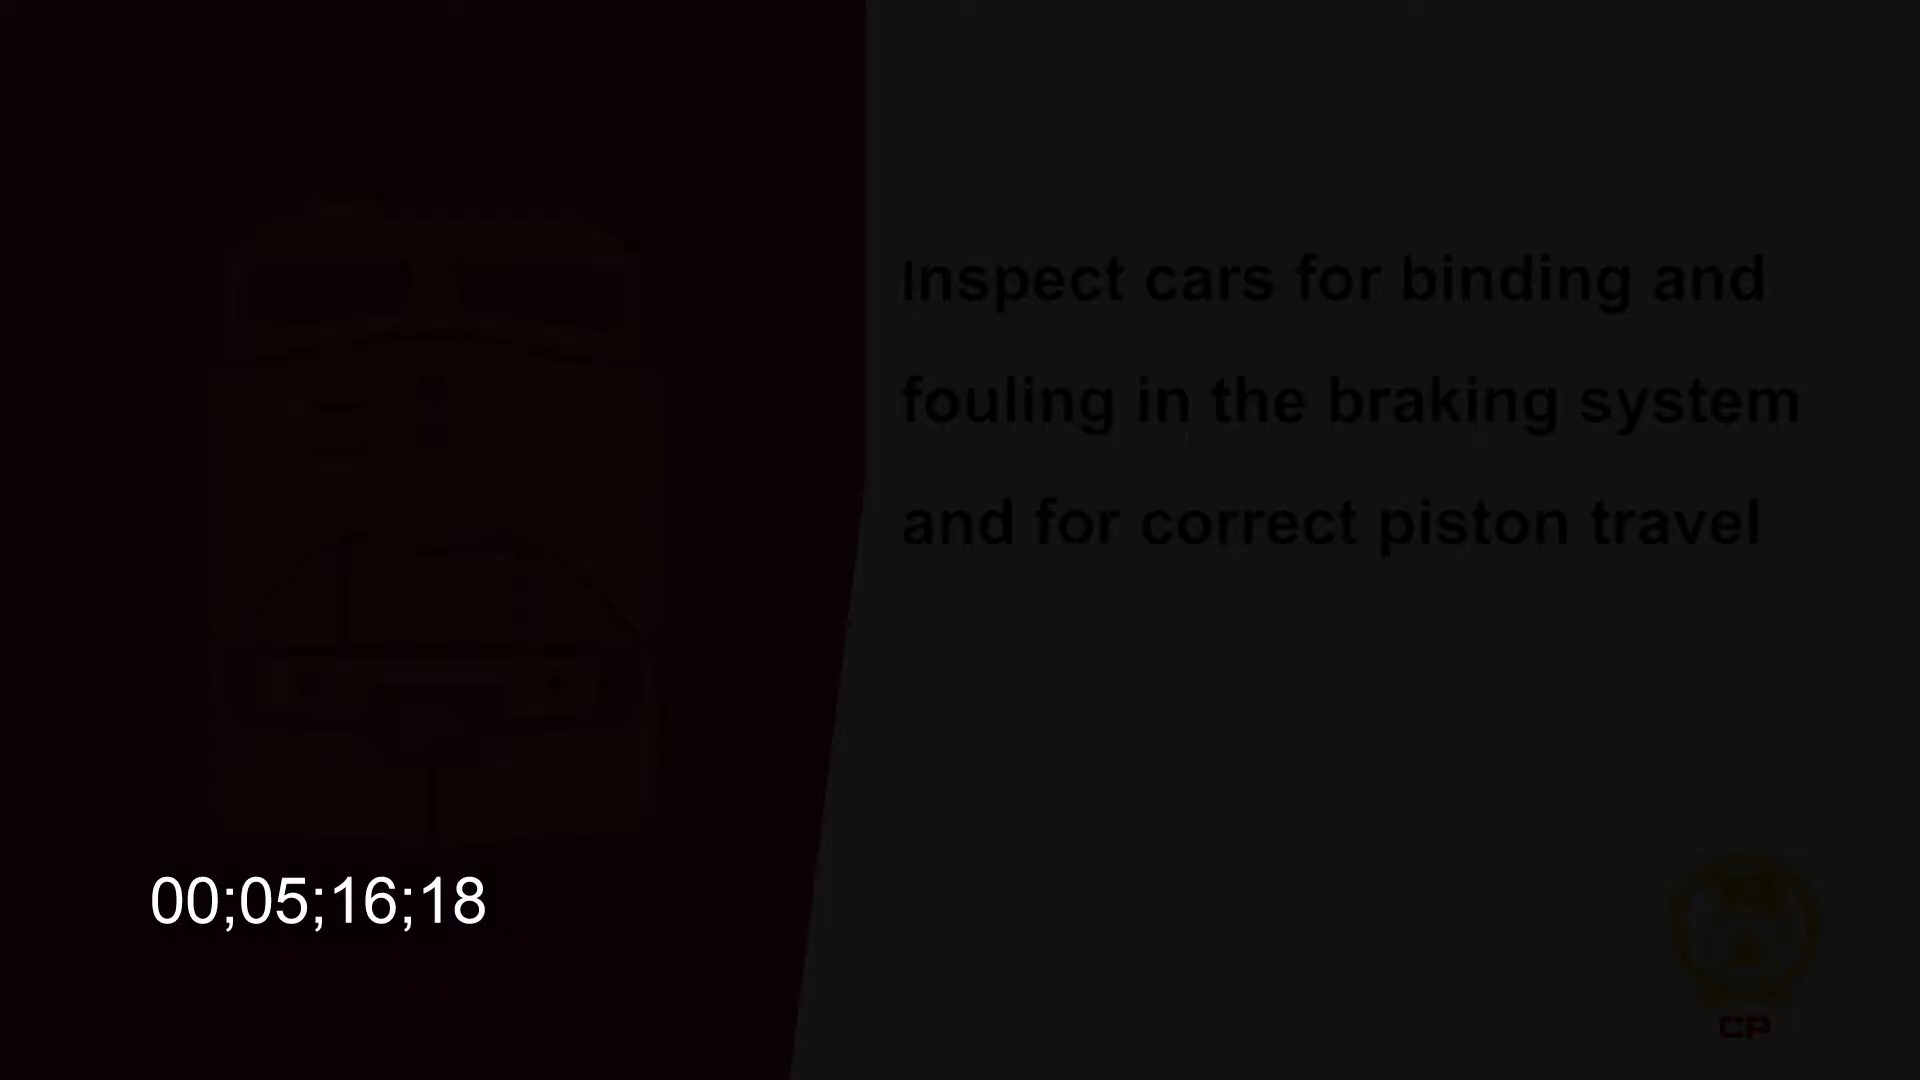 Inspect cars for binding and
fouling in the braking system
and for correct piston travel
00;05;16;18
CP